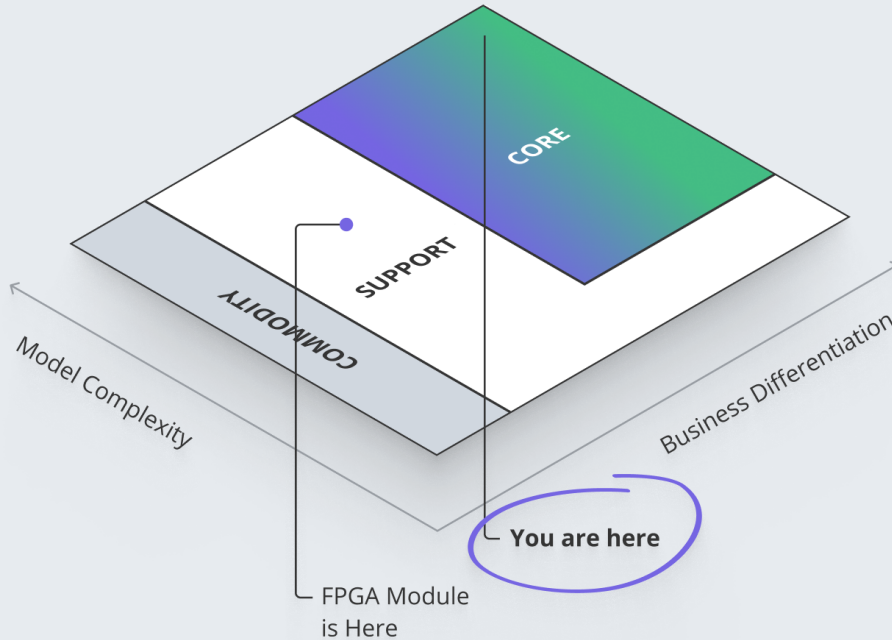 CORE
SUPPORT
COMMODITY
Model Complexity
Business Differentiation
You are here
FPGA Module
is Here